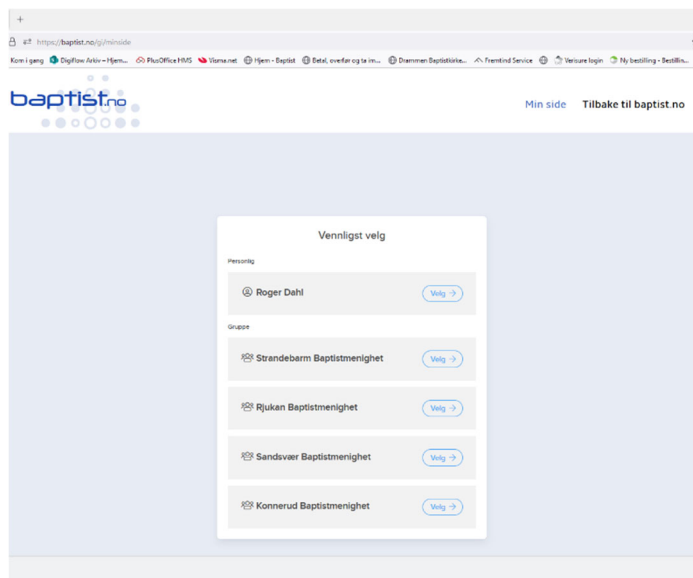 +
https://baptist.no/gi/minside
Kom i gang Digiflow Arkiv – Hjem... PlusOffice HMS Visma.net Hjem - Baptist Betal, overfør og ta im... Drammen Baptistkirke... Fremtind Service Verisure login Ny bestilling - Bestillin...
baptist.no
Min side Tilbake til baptist.no
Vennligst velg
Personlig
Roger Dahl Velg →
Gruppe
Strandebarm Baptistmenighet Velg →
Rjukan Baptistmenighet Velg →
Sandsvær Baptistmenighet Velg →
Konnerud Baptistmenighet Velg →